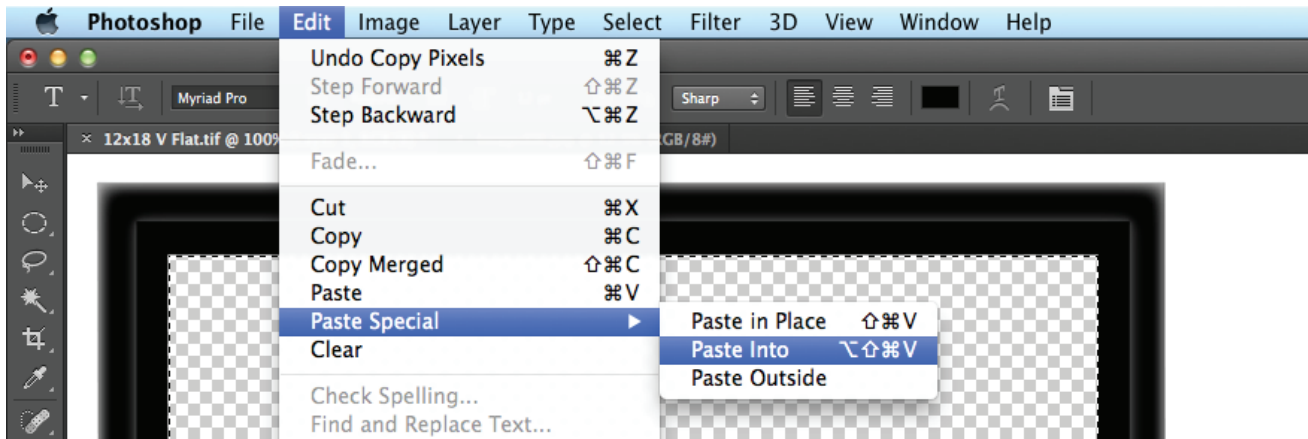 Photoshop File Edit Image Layer Type Select Filter 3D View Window Help
T Myriad Pro Sharp
× 12x18 V Flat.tif @ 100% GB/8#)
Undo Copy Pixels ⌘Z
Step Forward ⇧⌘Z
Step Backward ⌥⌘Z
Fade... ⇧⌘F
Cut ⌘X
Copy ⌘C
Copy Merged ⇧⌘C
Paste ⌘V
Paste Special ▶
Clear
Check Spelling...
Find and Replace Text...
Paste in Place ⇧⌘V
Paste Into ⌥⇧⌘V
Paste Outside